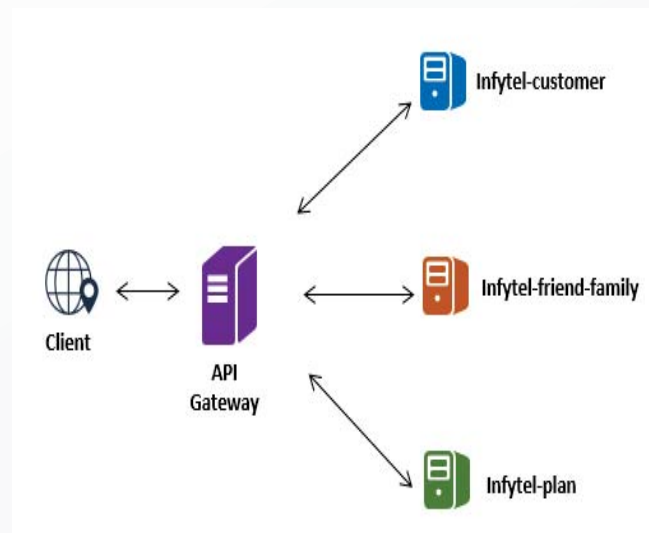 Infytel-customer
Infytel-friend-family
Client
API
Gateway
Infytel-plan